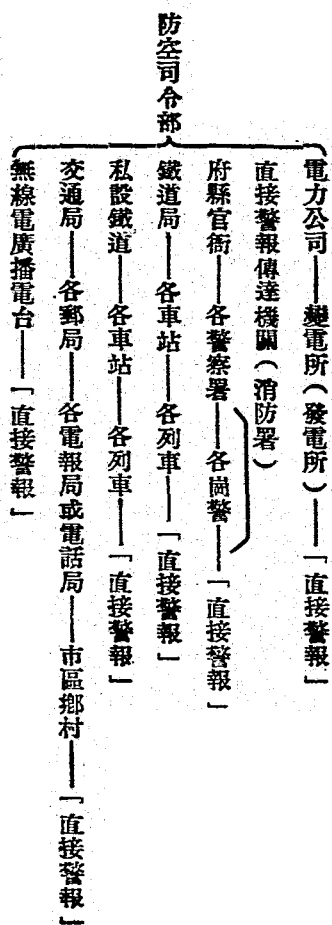 防空司令部
電力公司——變電所（發電所）——「直接警報」
直接警報傳達機關（消防署）
府縣官衙——各警察署——各崗警——「直接警報」
鐵道局——各車站——各列車——「直接警報」
私設鐵道——各車站——各列車——「直接警報」
交通局——各郵局——各電報局或電話局——市區鄉村——「直接警報」
無線電廣播電台——「直接警報」